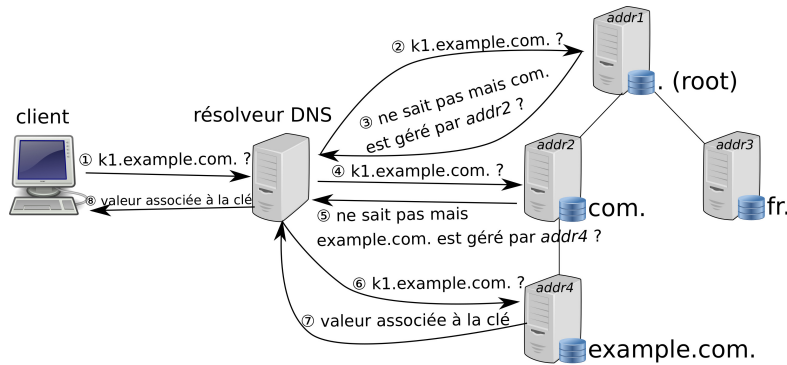 client
résolveur DNS
① k1.example.com. ?
② k1.example.com. ?
③ ne sait pas mais com.
est géré par addr2 ?
④ k1.example.com. ?
⑤ ne sait pas mais
example.com. est géré par addr4 ?
⑥ k1.example.com. ?
⑦ valeur associée à la clé
⑧ valeur associée à la clé
addr1
. (root)
addr2
com.
addr3
fr.
addr4
example.com.